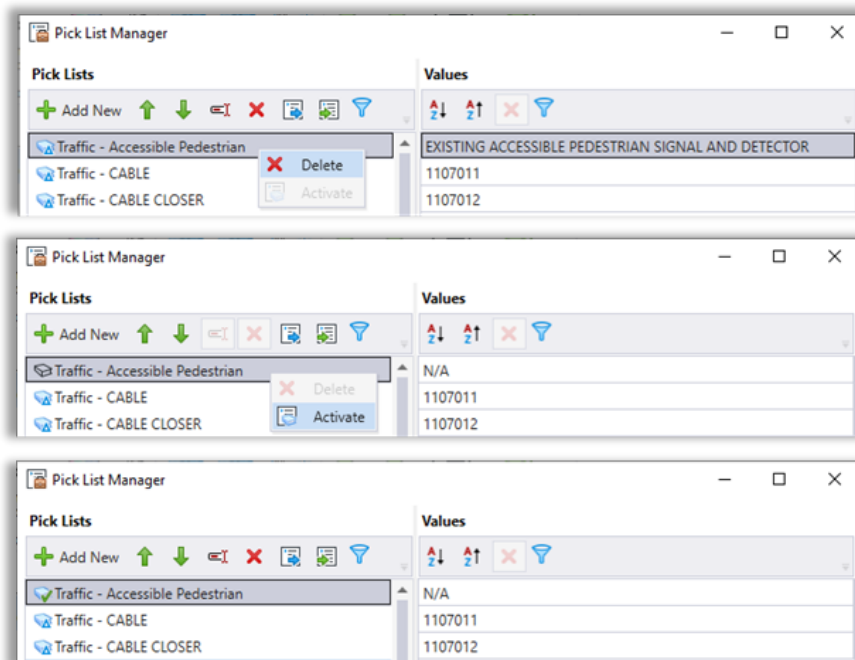 Pick List Manager
Pick Lists Values
Add New
Traffic - Accessible Pedestrian EXISTING ACCESSIBLE PEDESTRIAN SIGNAL AND DETECTOR
Delete
Traffic - CABLE 1107011
Activate
Traffic - CABLE CLOSER 1107012
Pick List Manager
Pick Lists Values
Add New
Traffic - Accessible Pedestrian N/A
Delete
Traffic - CABLE 1107011
Activate
Traffic - CABLE CLOSER 1107012
Pick List Manager
Pick Lists Values
Add New
Traffic - Accessible Pedestrian N/A
Traffic - CABLE 1107011
Traffic - CABLE CLOSER 1107012